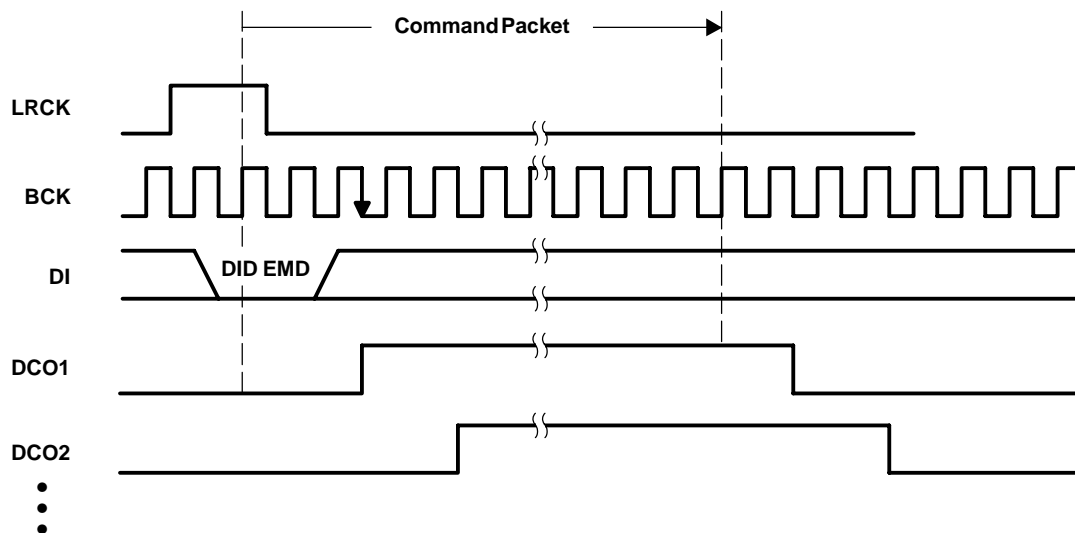 Command Packet
LRCK
BCK
DI
DID EMD
DCO1
DCO2